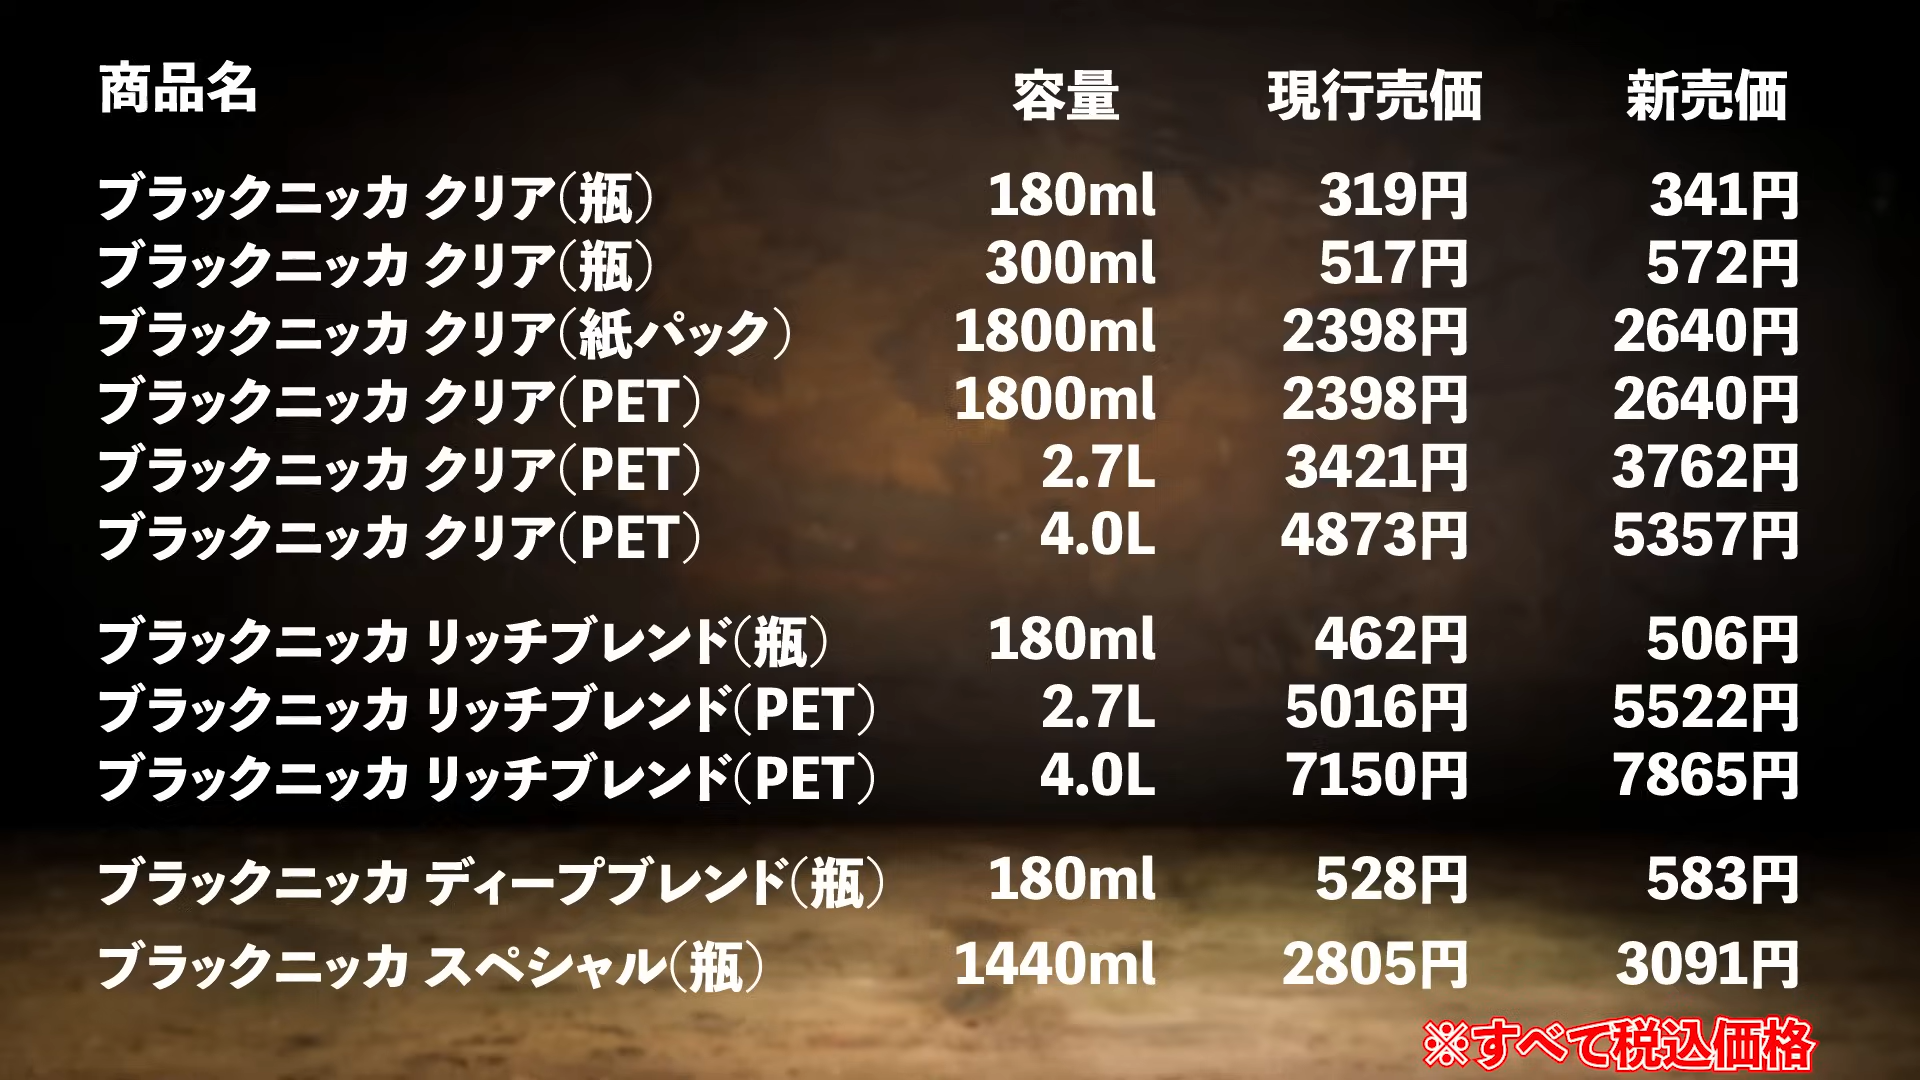 商品名 容量 現行売価 新売価
ブラックニッカ クリア(瓶) 180ml 319円 341円
ブラックニッカ クリア(瓶) 300ml 517円 572円
ブラックニッカ クリア(紙パック) 1800ml 2398円 2640円
ブラックニッカ クリア(PET) 1800ml 2398円 2640円
ブラックニッカ クリア(PET) 2.7L 3421円 3762円
ブラックニッカ クリア(PET) 4.0L 4873円 5357円
ブラックニッカ リッチブレンド(瓶) 180ml 462円 506円
ブラックニッカ リッチブレンド(PET) 2.7L 5016円 5522円
ブラックニッカ リッチブレンド(PET) 4.0L 7150円 7865円
ブラックニッカ ディープブレンド(瓶) 180ml 528円 583円
ブラックニッカ スペシャル(瓶) 1440ml 2805円 3091円
※すべて税込価格